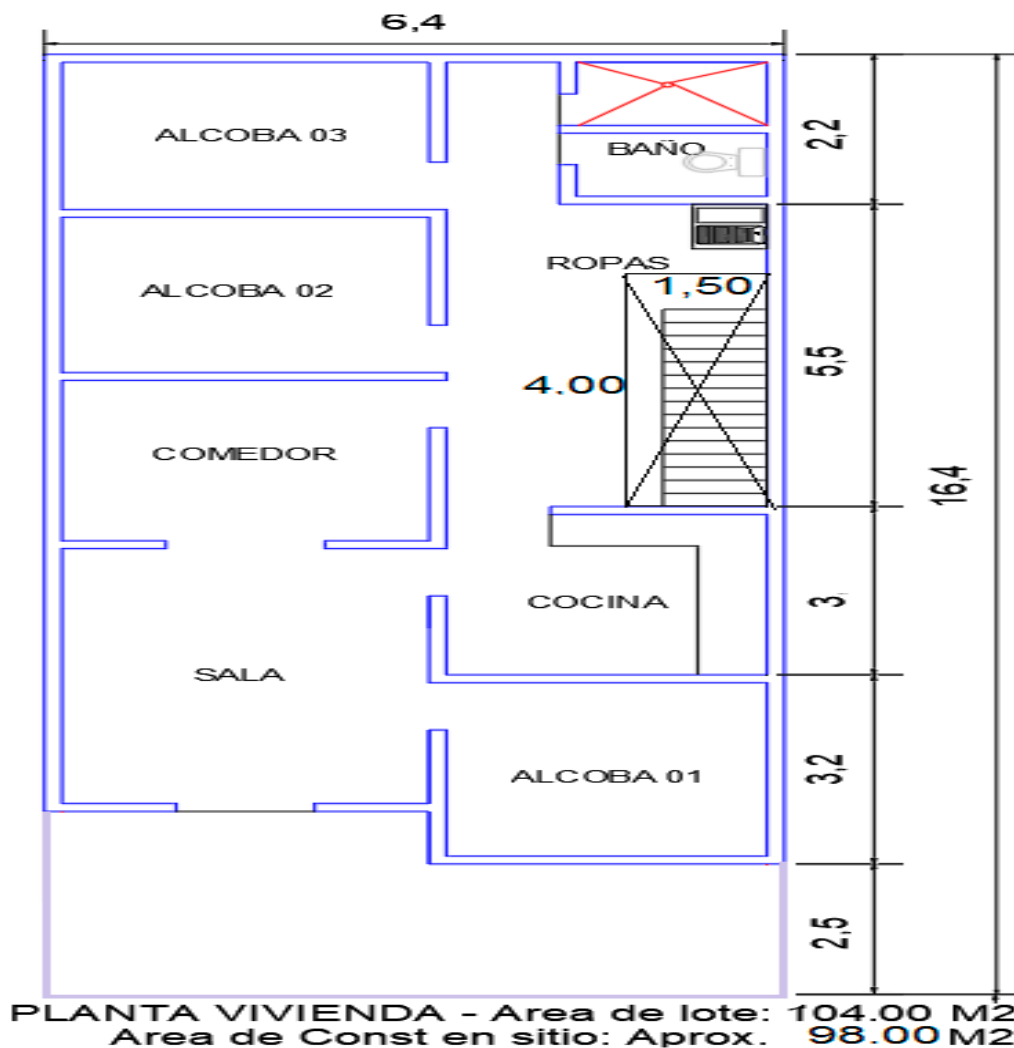 6,4
ALCOBA 03
BAÑO
2,2
ROPAS
1,50
ALCOBA 02
4.00
5,5
COMEDOR
16,4
COCINA
3,
SALA
ALCOBA 01
3,2
2,5
PLANTA VIVIENDA - Area de lote: 104.00 M2
Area de Const en sitio: Aprox. 98.00 M2